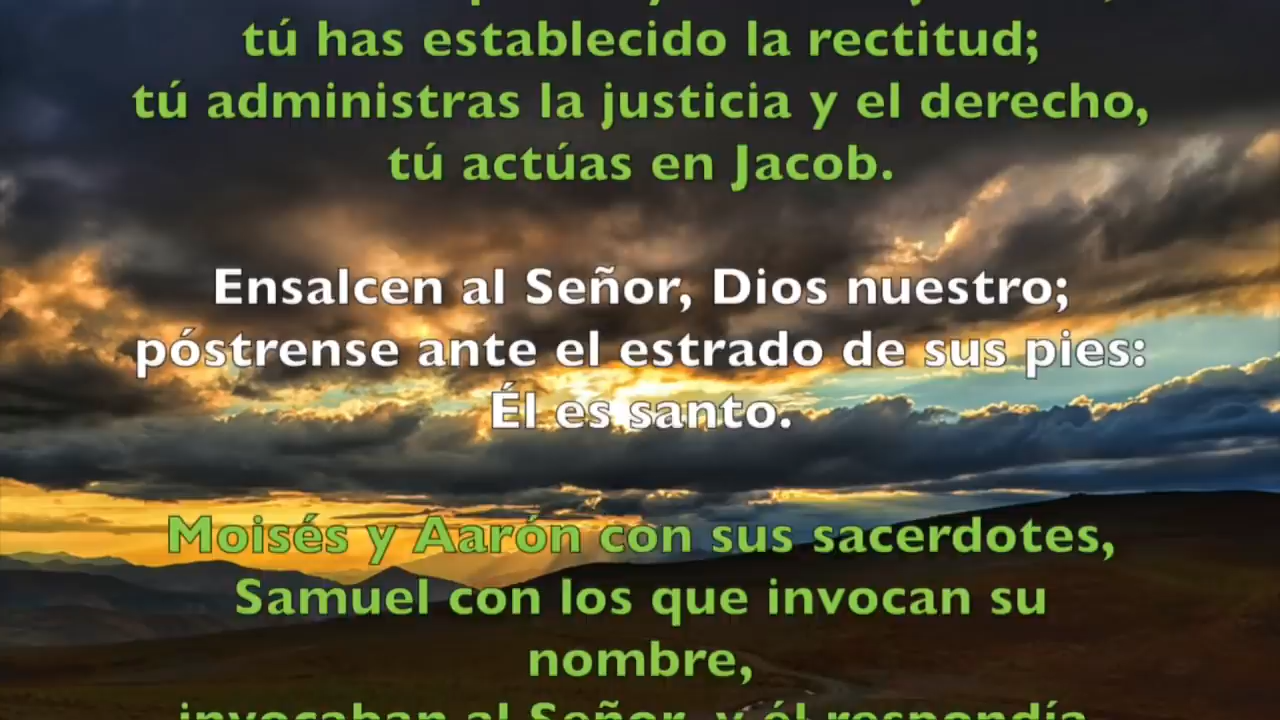 tú has establecido la rectitud;
tú administras la justicia y el derecho,
tú actúas en Jacob.
Ensalcen al Señor, Dios nuestro;
póstrense ante el estrado de sus pies:
Él es santo.
Moisés y Aarón con sus sacerdotes,
Samuel con los que invocan su
nombre,
invocaban al Señor, y él respondía